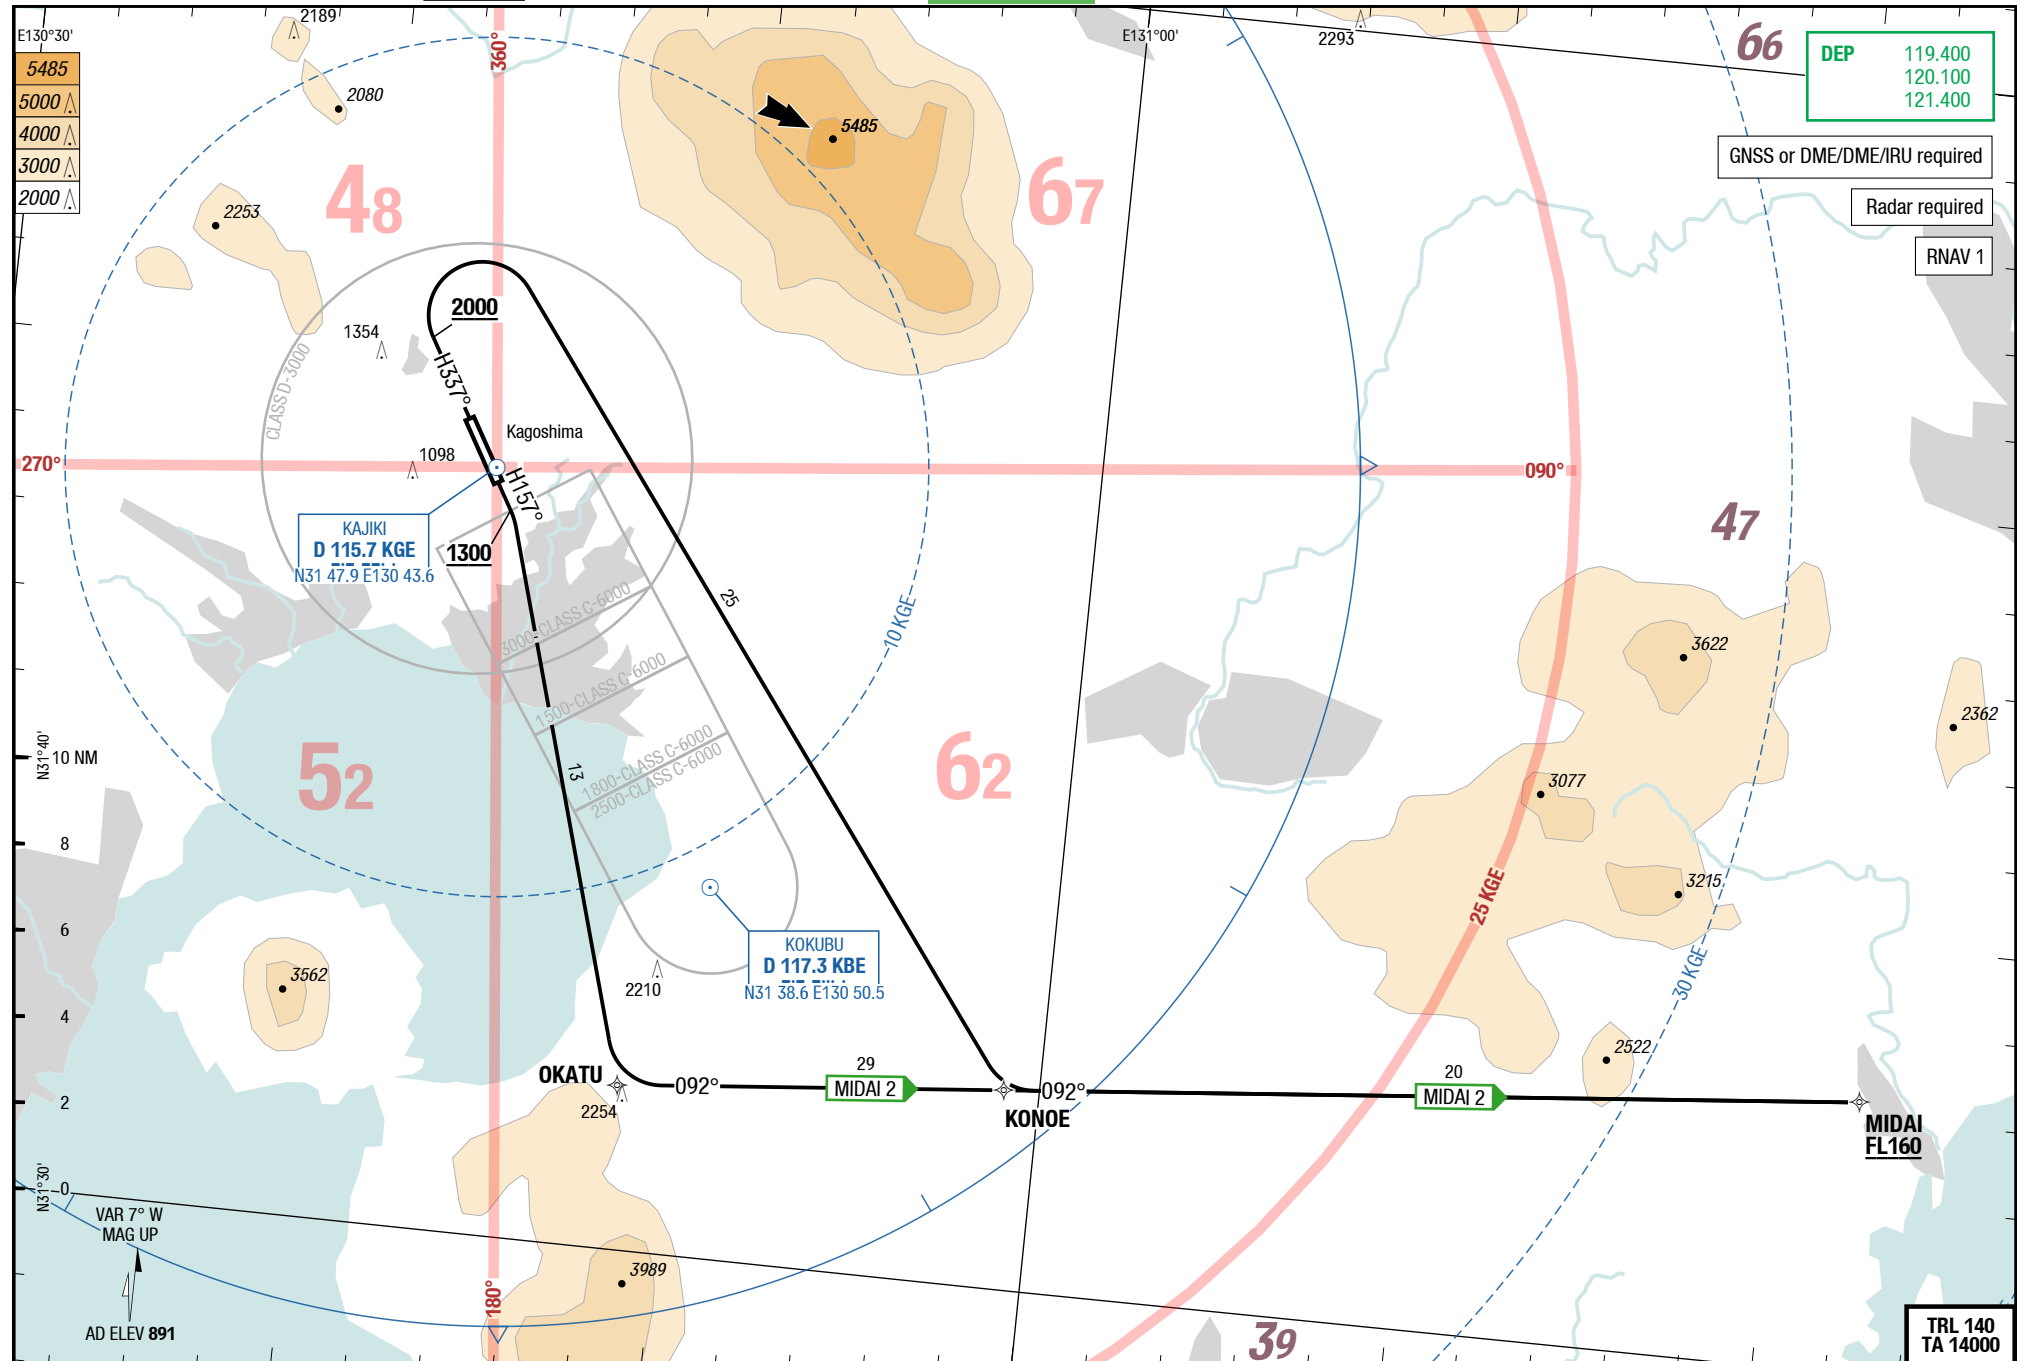 2189
E130°30'
5485
5000
4000
3000
2000
360°
2080
5485
E131°00'
2293
66
DEP 119.400
120.100
121.400
GNSS or DME/DME/IRU required
Radar required
RNAV 1
48
67
2253
2000
1354
H337°
CLASS D-3000
Kagoshima
1098
270°
090°
H157°
KAJIKI
D 115.7 KGE
N31 47.9 E130 43.6
1300
47
3000-CLASS C-6000
25
10 KGE
3622
1500-CLASS C-6000
2362
N31°40'
10 NM
52
13
1800-CLASS C-6000
2500-CLASS C-6000
62
3077
8
25 KGE
3215
6
KOKUBU
D 117.3 KBE
N31 38.6 E130 50.5
3562
2210
30 KGE
4
2522
OKATU
092°
29
MIDAI 2
092°
20
MIDAI 2
2
2254
KONOE
MIDAI
FL160
N31°30'
0
VAR 7° W
MAG UP
3989
180°
AD ELEV 891
39
TRL 140
TA 14000